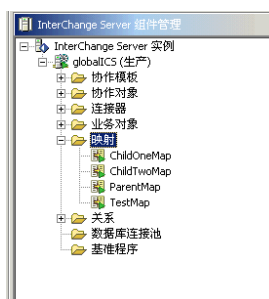 InterChange Server 组件管理
InterChange Server 实例
globalICS (生产)
协作模板
协作对象
连接器
业务对象
映射
ChildOneMap
ChildTwoMap
ParentMap
TestMap
关系
数据库连接池
基准程序